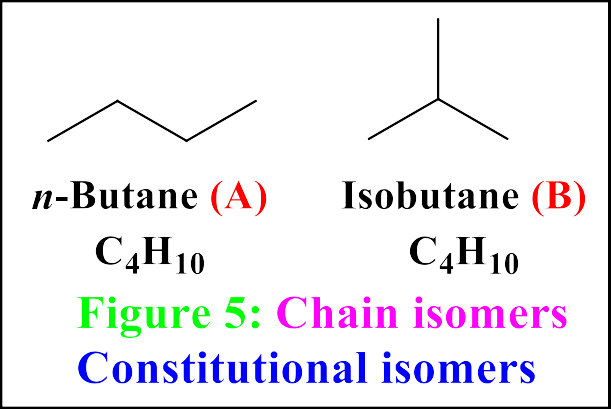 n-Butane (A) Isobutane (B)
C₄H₁₀ C₄H₁₀
Figure 5: Chain isomers
Constitutional isomers